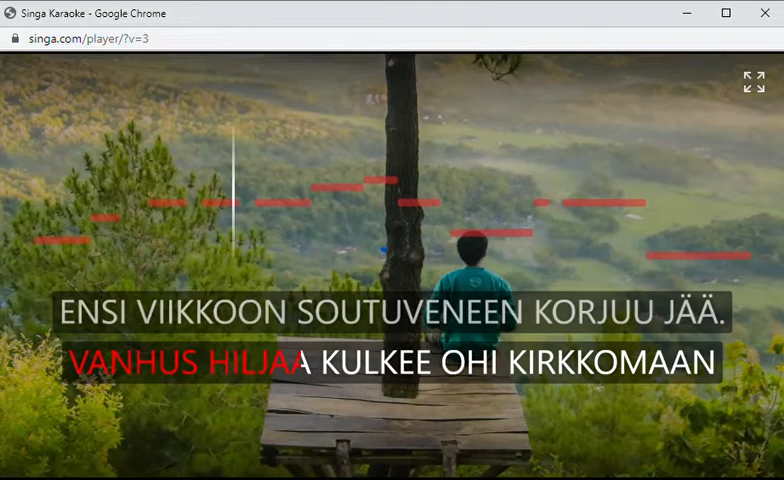 Singa Karaoke - Google Chrome
singa.com/player/?v=3
ENSI VIIKKOON SOUTUVENEEN KORJUU JÄÄ.
VANHUS HILJAA KULKEE OHI KIRKKOMAAN